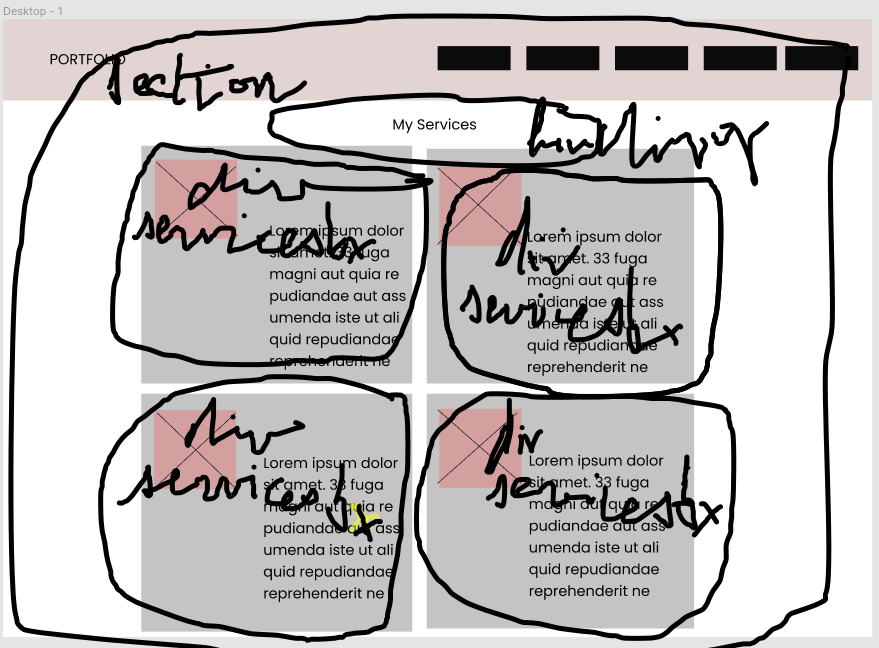 Desktop - 1
PORTFOLIO
section
My Services
div
servicesbx
Lorem ipsum dolor
sit amet. 33 fuga
magni aut quia re
pudiandae aut ass
umenda iste ut ali
quid repudiandae
reprehenderit ne
div
servicesbx
Lorem ipsum dolor
sit amet. 33 fuga
magni aut quia re
pudiandae aut ass
umenda iste ut ali
quid repudiandae
reprehenderit ne
div
servicesbx
Lorem ipsum dolor
sit amet. 33 fuga
magni aut quia re
pudiandae aut ass
umenda iste ut ali
quid repudiandae
reprehenderit ne
div
servicesbx
Lorem ipsum dolor
sit amet. 33 fuga
magni aut quia re
pudiandae aut ass
umenda iste ut ali
quid repudiandae
reprehenderit ne